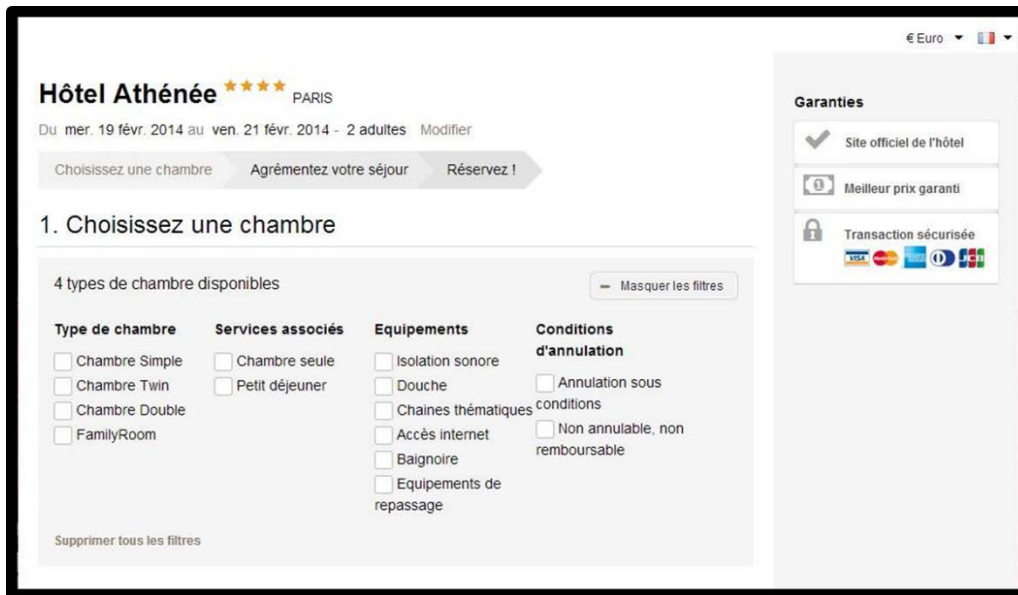 € Euro
Hôtel Athénée PARIS
Du mer. 19 févr. 2014 au ven. 21 févr. 2014 - 2 adultes Modifier
Choisissez une chambre Agrémentez votre séjour Réservez !
1. Choisissez une chambre
4 types de chambre disponibles
Masquer les filtres
Type de chambre
Chambre Simple
Chambre Twin
Chambre Double
FamilyRoom
Services associés
Chambre seule
Petit déjeuner
Equipements
Isolation sonore
Douche
Chaines thématiques
Accès internet
Baignoire
Equipements de
repassage
Conditions
d'annulation
Annulation sous
conditions
Non annulable, non
remboursable
Supprimer tous les filtres
Garanties
Site officiel de l'hôtel
Meilleur prix garanti
Transaction sécurisée
VISA JCB